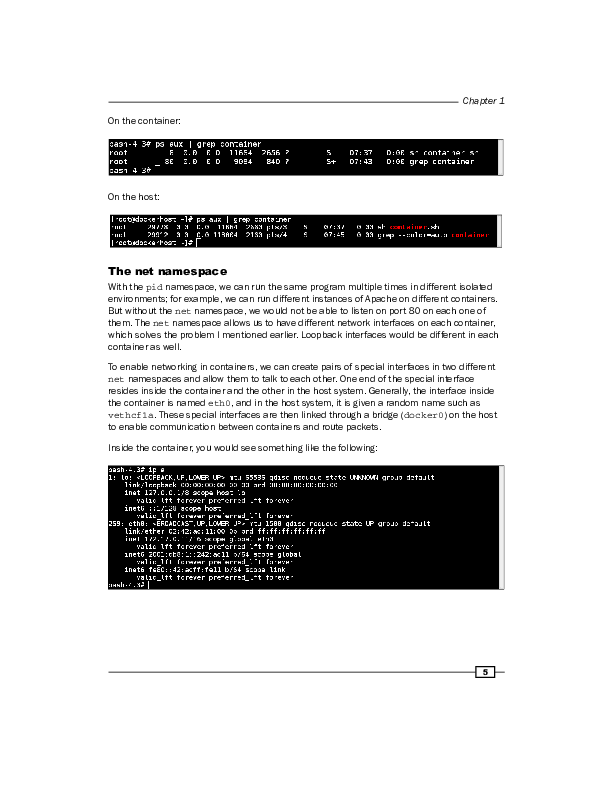 Chapter 1
On the container:
bash-4.3# ps aux | grep container
root 8 0.0 0.0 11664 2656 ? S 07:37 0:00 sh container.sh
root 80 0.0 0.0 9084 840 ? S+ 07:43 0:00 grep container
bash-4.3#
On the host:
[root@dockerhost ~]# ps aux | grep container
root 29778 0.0 0.0 11664 pts/3 S 07:37 0:00 sh container.sh
root 29912 0.0 0.0 113004 2160 pts/4 S 07:45 0:00 grep --color=auto container
[root@dockerhost ~]#
The net namespace
With the pid namespace, we can run the same program multiple times in different isolated
environments; for example, we can run different instances of Apache on different containers.
But without the net namespace, we would not be able to listen on port 80 on each one of
them. The net namespace allows us to have different network interfaces on each container,
which solves the problem I mentioned earlier. Loopback interfaces would be different in each
container as well.
To enable networking in containers, we can create pairs of special interfaces in two different
net namespaces and allow them to talk to each other. One end of the special interface
resides inside the container and the other in the host system. Generally, the interface inside
the container is named eth0, and in the host system, it is given a random name such as
vethcf1a. These special interfaces are then linked through a bridge (docker0) on the host
to enable communication between containers and route packets.
Inside the container, you would see something like the following:
bash-4.3# ip a
1: lo: <LOOPBACK,UP,LOWER_UP> mtu 65536 qdisc noqueue state UNKNOWN group default
link/loopback 00:00:00:00:00:00 brd 00:00:00:00:00:00
inet 127.0.0.1/8 scope host lo
valid_lft forever preferred_lft forever
inet6 ::1/128 scope host
valid_lft forever preferred_lft forever
259: eth0: <BROADCAST,UP,LOWER_UP> mtu 1500 qdisc noqueue state UP group default
link/ether 02:42:ac:11:00:0b brd ff:ff:ff:ff:ff:ff
inet scope global eth0
valid_lft forever preferred_lft forever
inet6 2001:db8:1::242:ac11:b/64 scope global
valid_lft forever preferred_lft forever
inet6 fe80::42:acff:fe11:b/64 scope link
valid_lft forever preferred_lft forever
bash-4.3#
5